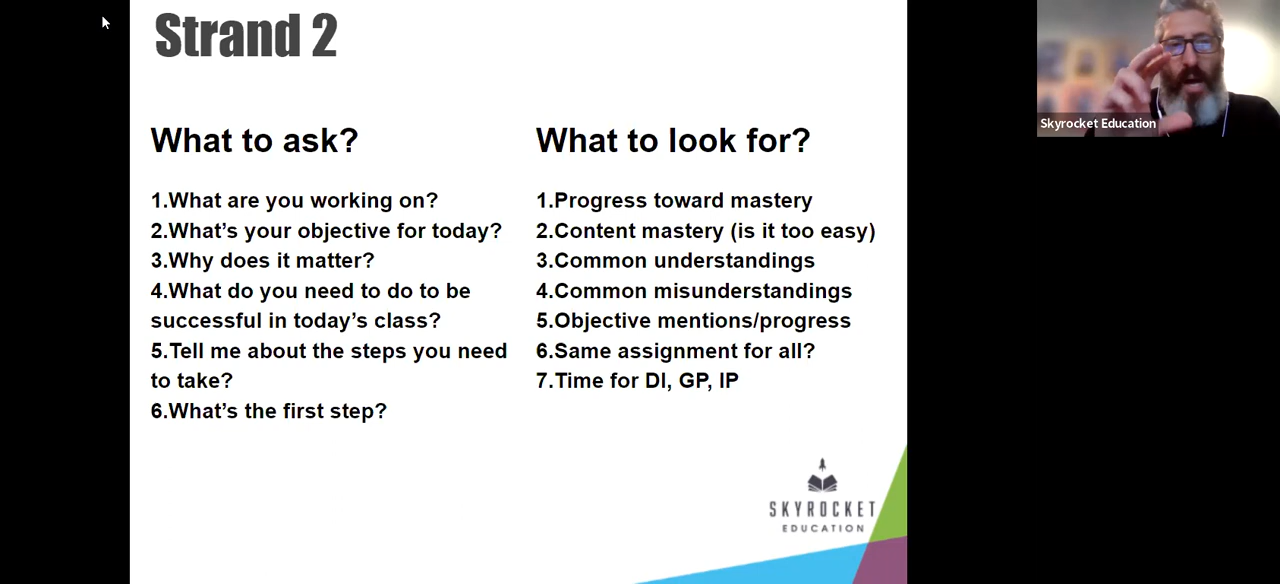 Strand 2
What to ask?
1.What are you working on?
2.What's your objective for today?
3.Why does it matter?
4.What do you need to do to be
successful in today's class?
5.Tell me about the steps you need
to take?
6.What's the first step?
What to look for?
1.Progress toward mastery
2.Content mastery (is it too easy)
3.Common understandings
4.Common misunderstandings
5.Objective mentions/progress
6.Same assignment for all?
7.Time for DI, GP, IP
SKYROCKET
EDUCATION
Skyrocket Education